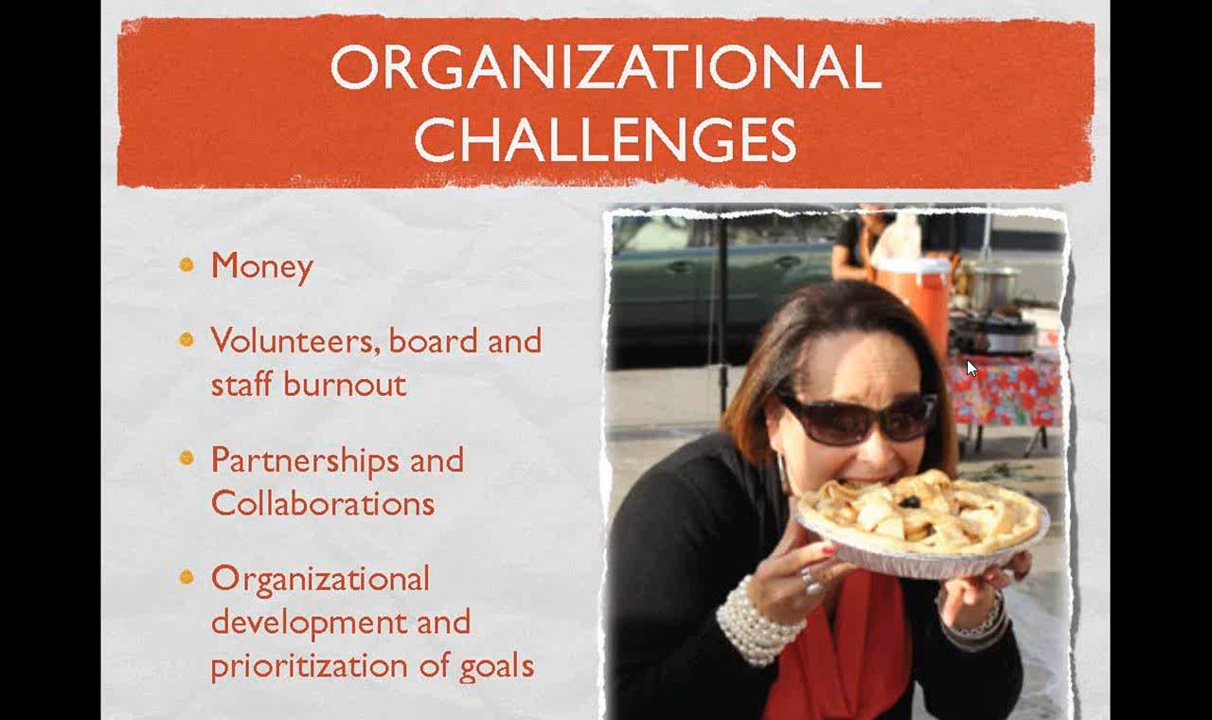 ORGANIZATIONAL
CHALLENGES
Money
Volunteers, board and
staff burnout
Partnerships and
Collaborations
Organizational
development and
prioritization of goals